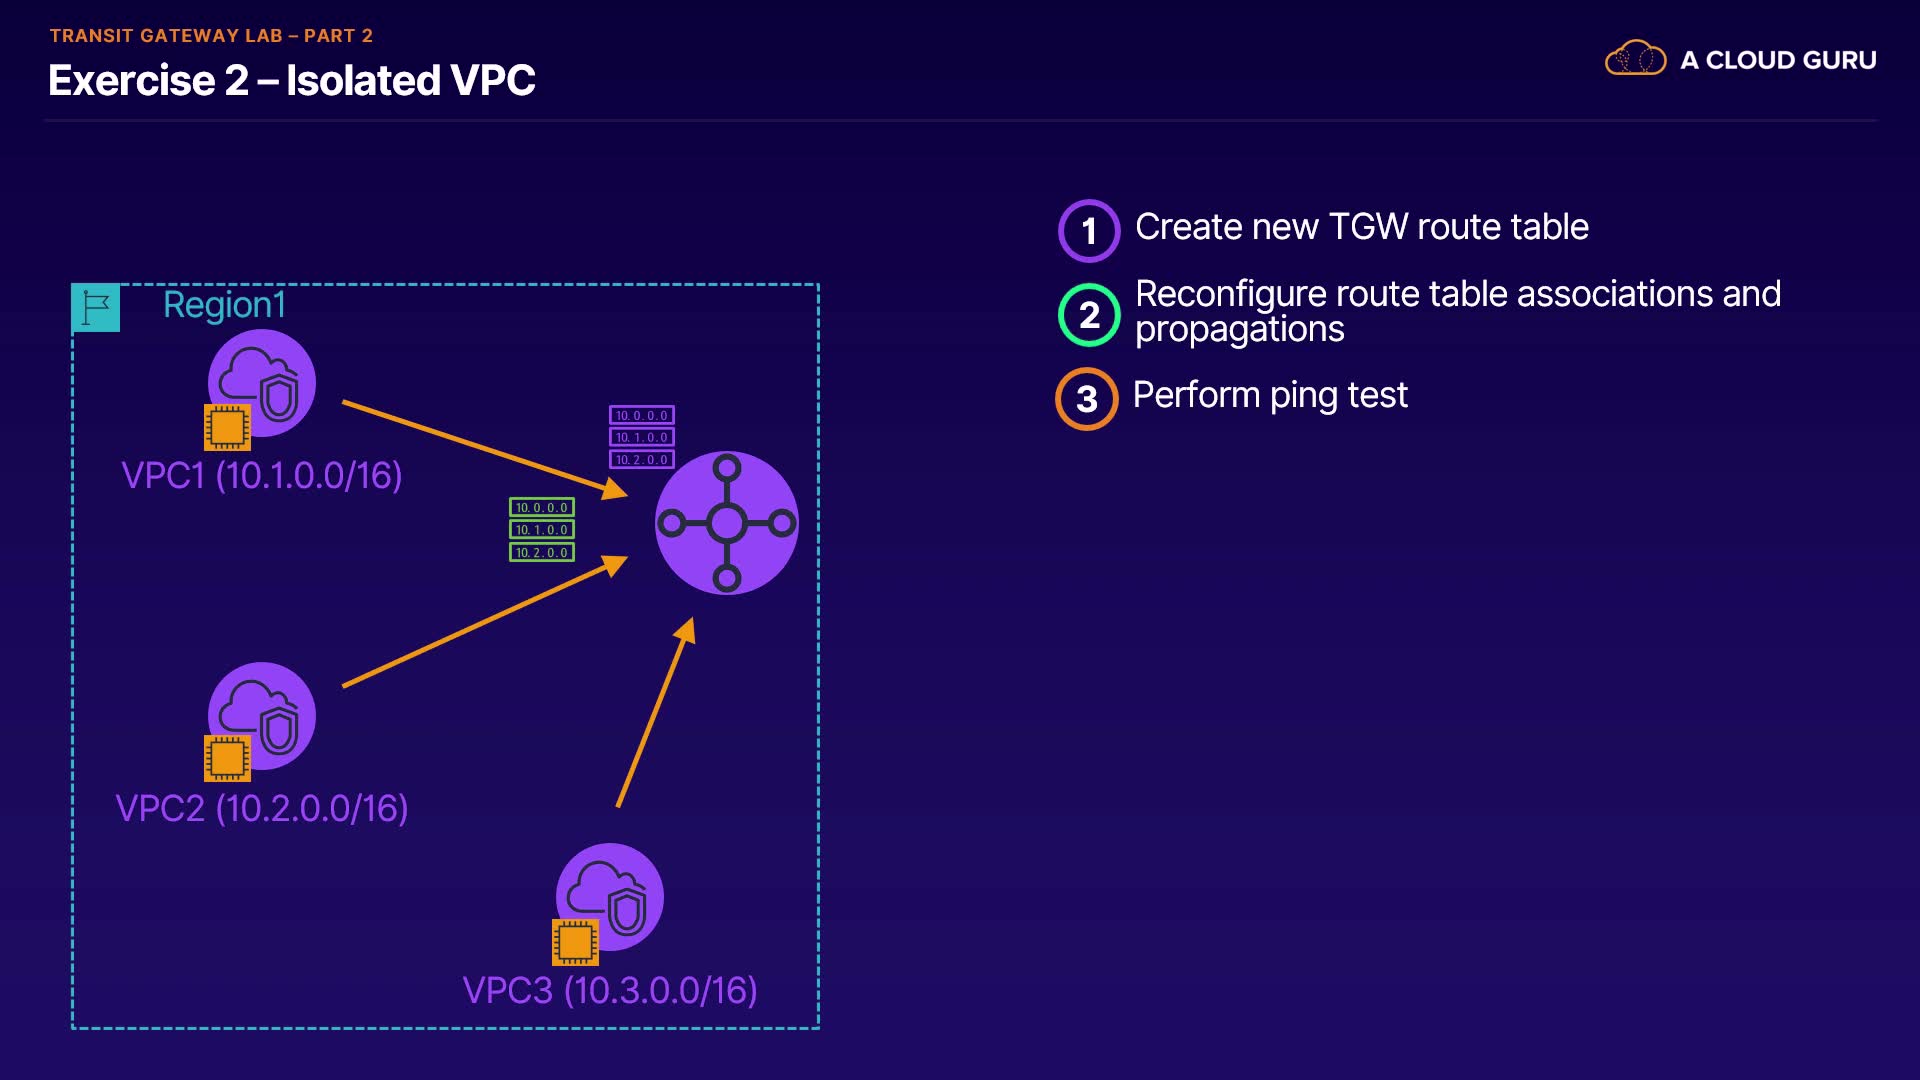 TRANSIT GATEWAY LAB – PART 2
Exercise 2 – Isolated VPC
A CLOUD GURU
1 Create new TGW route table
2 Reconfigure route table associations and
propagations
3 Perform ping test
Region1
VPC1 (10.1.0.0/16)
10.0.0.0
10.1.0.0
10.2.0.0
10.0.0.0
10.1.0.0
10.2.0.0
VPC2 (10.2.0.0/16)
VPC3 (10.3.0.0/16)